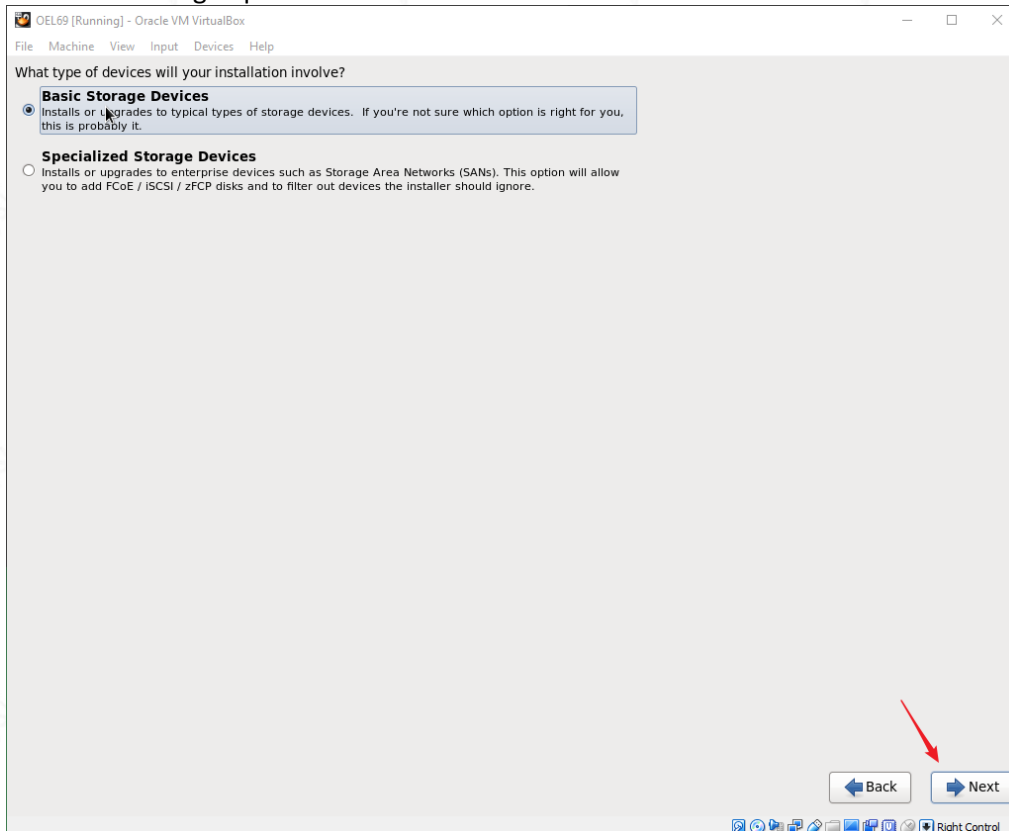 OEL69 [Running] - Oracle VM VirtualBox
File Machine View Input Devices Help
What type of devices will your installation involve?
Basic Storage Devices
Installs or upgrades to typical types of storage devices. If you're not sure which option is right for you,
this is probably it.
Specialized Storage Devices
Installs or upgrades to enterprise devices such as Storage Area Networks (SANs). This option will allow
you to add FCoE / iSCSI / zFCP disks and to filter out devices the installer should ignore.
Back Next
Right Control